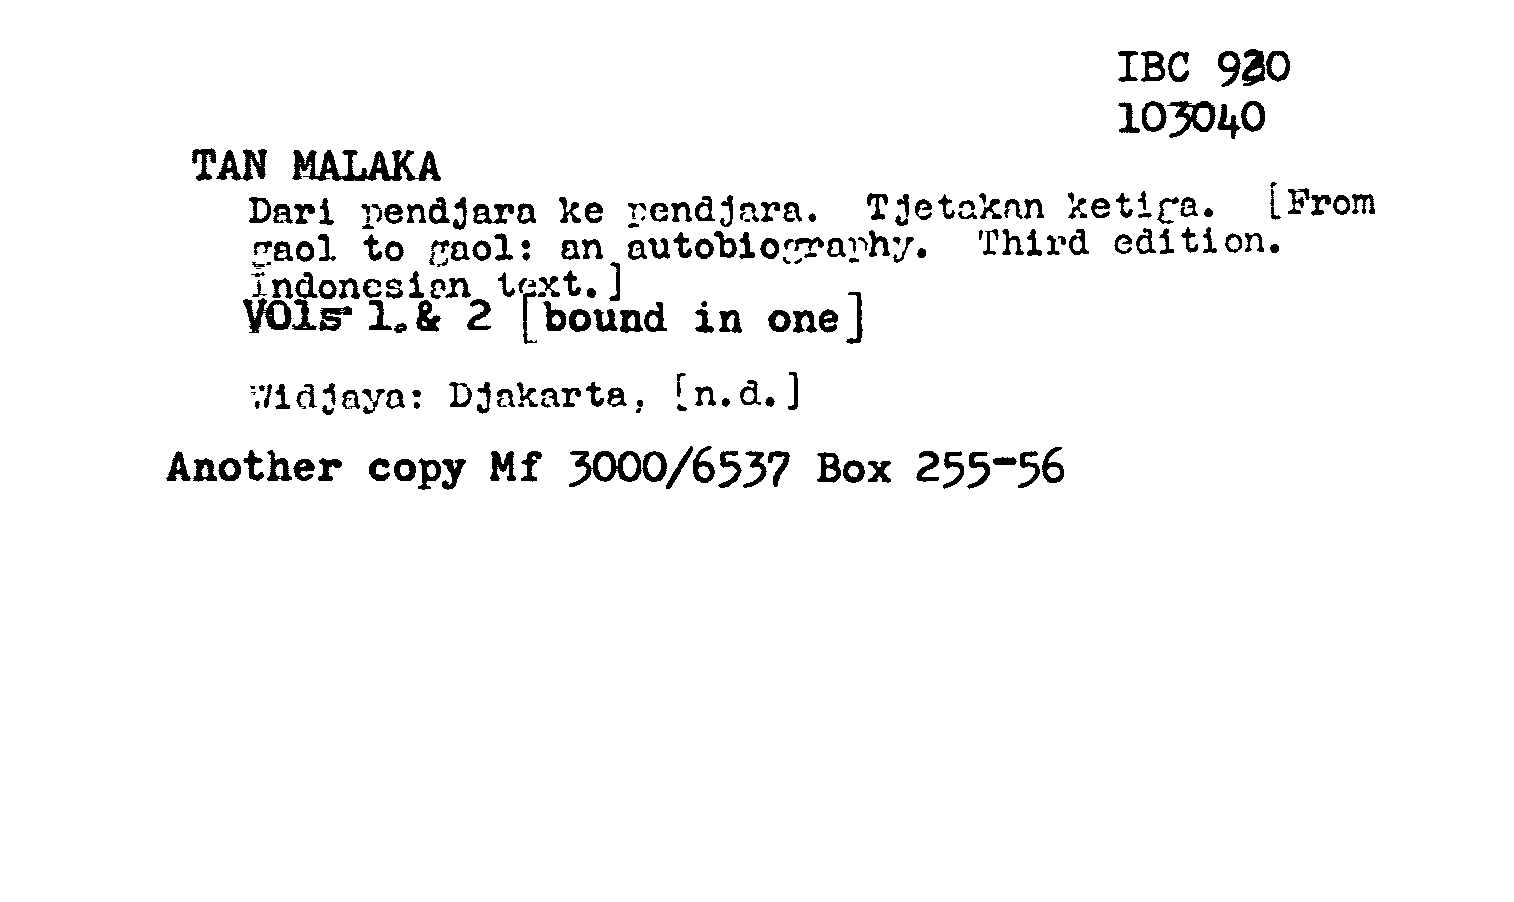 IBC 920
103040
TAN MALAKA
Dari pendjara ke pendjara. Tjetakan ketiga. [From
gaol to gaol: an autobiography. Third edition.
Indonesian text.]
VOls 1.& 2 [bound in one]
Widjaya: Djakarta, [n.d.]
Another copy Mf 3000/6537 Box 255-56